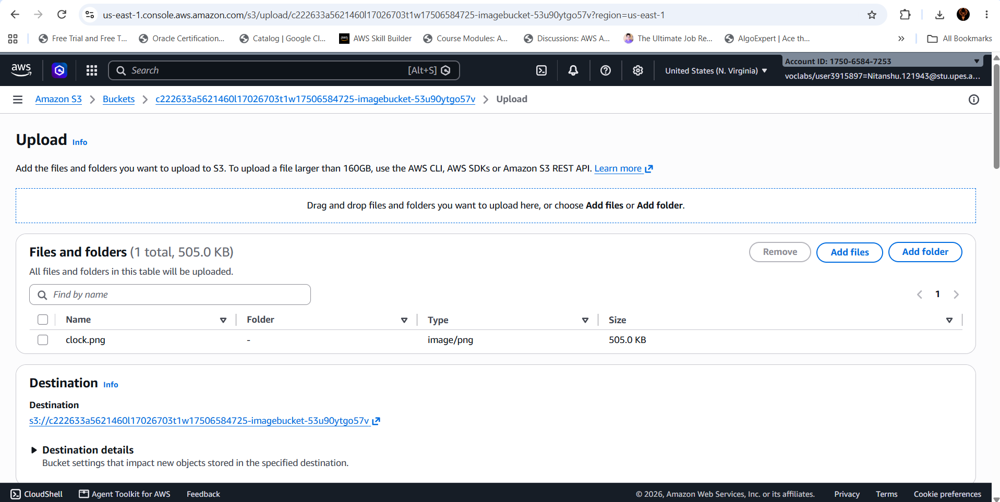 us-east-1.console.aws.amazon.com/s3/upload/c222633a5621460l17026703t1w17506584725-imagebucket-53u90ytgo57v?region=us-east-1
Free Trial and Free T... Oracle Certification... Catalog | Google Cl... aws AWS Skill Builder Course Modules: A... Discussions: AWS A... The Ultimate Job Re... AlgoExpert | Ace th... » All Bookmarks
aws Search [Alt+S] United States (N. Virginia) Account ID: 1750-6584-7253
voclabs/user3915897=Nitanshu.121943@stu.upes.a...
Amazon S3 Buckets c222633a5621460l17026703t1w17506584725-imagebucket-53u90ytgo57v Upload
Upload Info
Add the files and folders you want to upload to S3. To upload a file larger than 160GB, use the AWS CLI, AWS SDKs or Amazon S3 REST API. Learn more
Drag and drop files and folders you want to upload here, or choose Add files or Add folder.
Files and folders (1 total, 505.0 KB) Remove Add files Add folder
All files and folders in this table will be uploaded.
Find by name 1
Name Folder Type Size
clock.png - image/png 505.0 KB
Destination Info
Destination
s3://c222633a5621460l17026703t1w17506584725-imagebucket-53u90ytgo57v
Destination details
Bucket settings that impact new objects stored in the specified destination.
CloudShell Agent Toolkit for AWS Feedback © 2026, Amazon Web Services, Inc. or its affiliates. Privacy Terms Cookie preferences